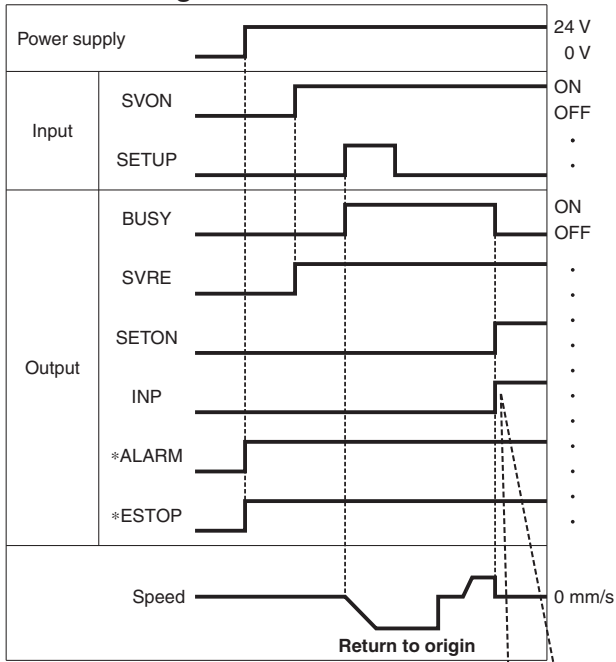 Power supply
24 V
0 V
Input
SVON
ON
OFF
SETUP
Output
BUSY
ON
OFF
SVRE
SETON
INP
*ALARM
*ESTOP
Speed
0 mm/s
Return to origin